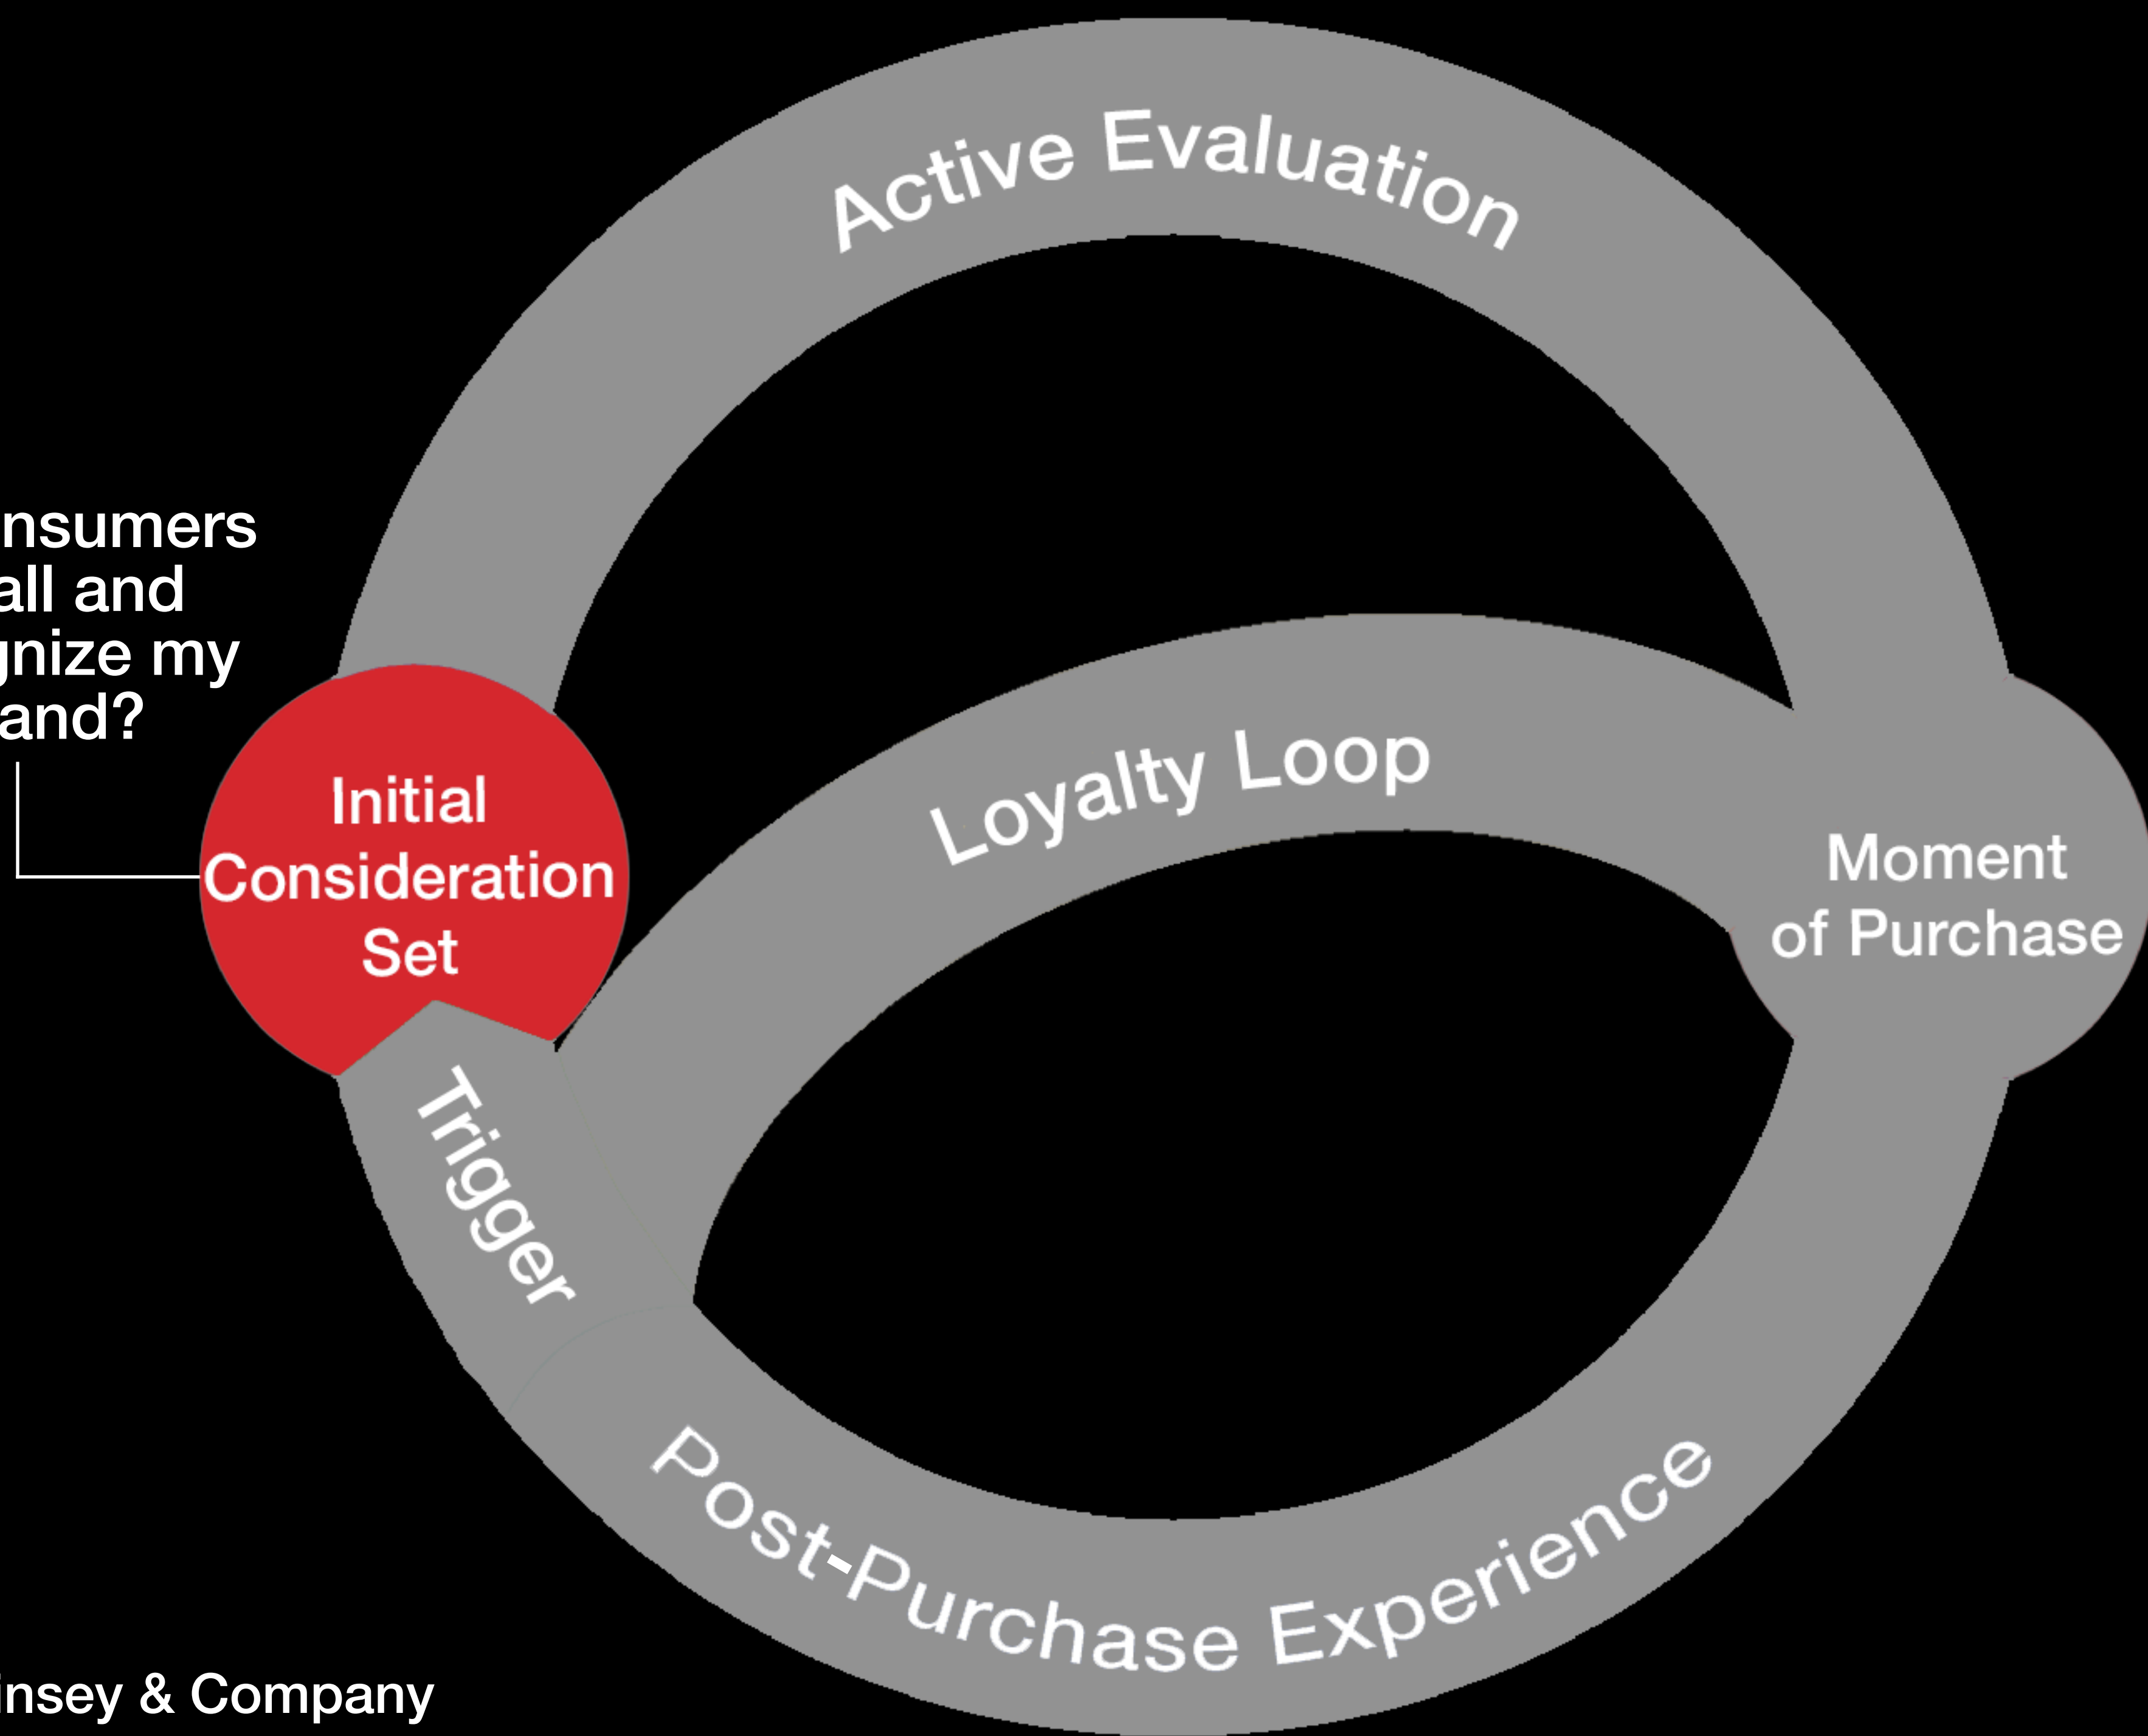 Active Evaluation
nsumers
all and
gnize my
and?
Loyalty Loop
Initial
Consideration
Set
Moment
of Purchase
Trigger
Post-Purchase Experience
insey & Company